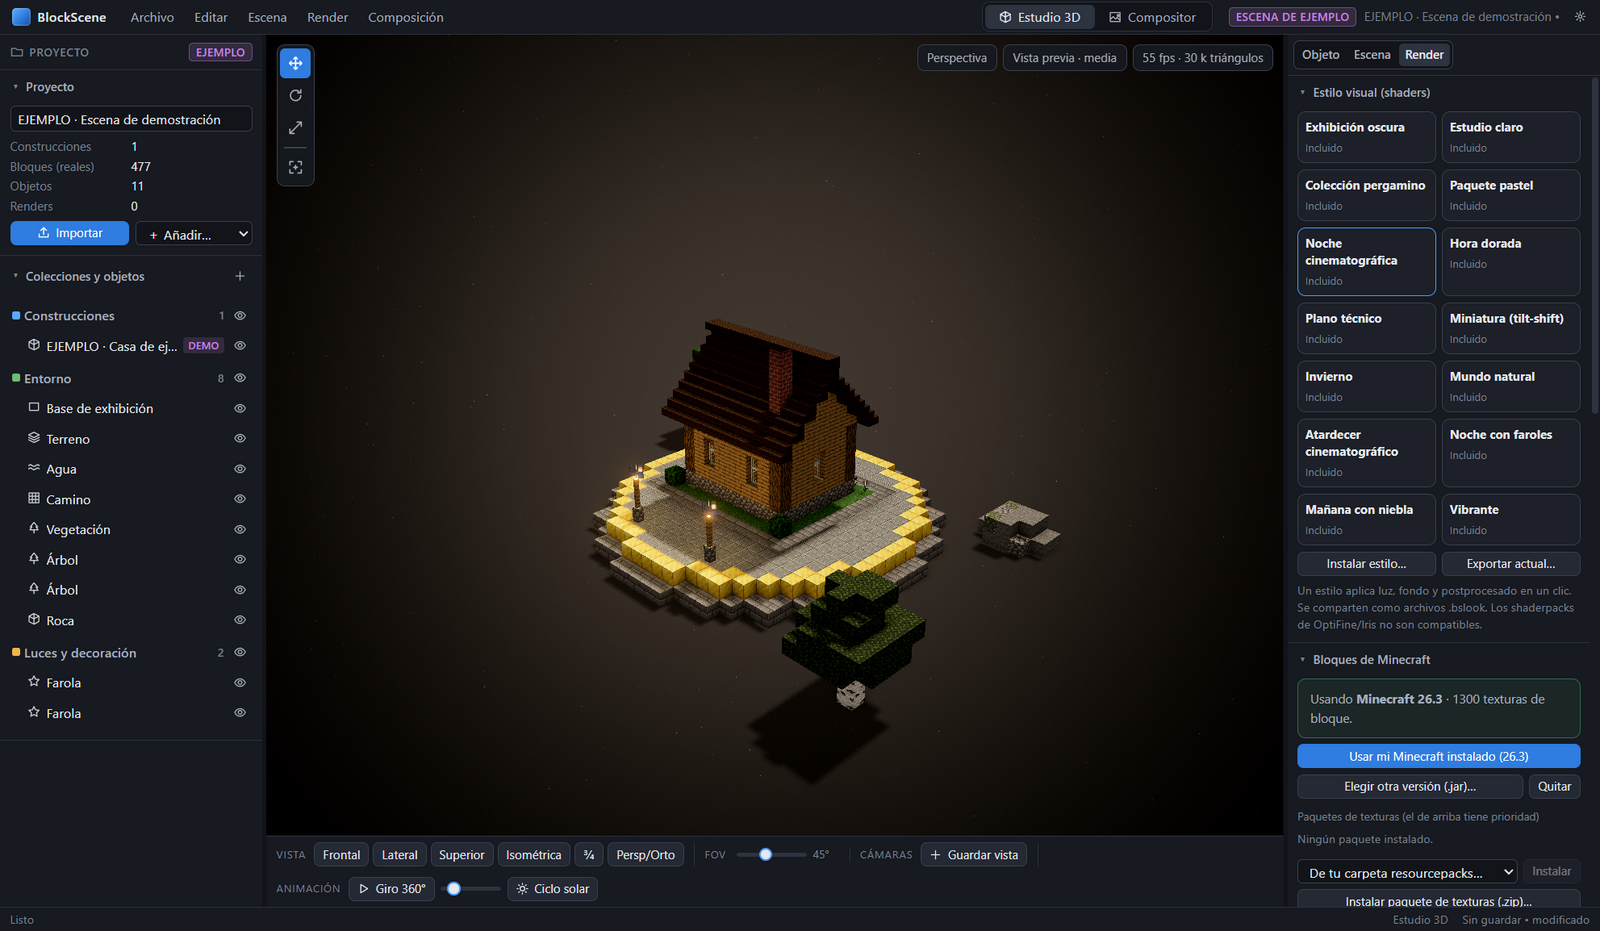 BlockScene
Archivo
Editar
Escena
Render
Composición
Estudio 3D
Compositor
ESCENA DE EJEMPLO
EJEMPLO · Escena de demostración •
PROYECTO
EJEMPLO
Proyecto
EJEMPLO · Escena de demostración
Construcciones 1
Bloques (reales) 477
Objetos 11
Renders 0
Importar
+ Añadir...
Colecciones y objetos
Construcciones 1
EJEMPLO · Casa de ej... DEMO
Entorno 8
Base de exhibición
Terreno
Agua
Camino
Vegetación
Árbol
Árbol
Roca
Luces y decoración 2
Farola
Farola
Perspectiva
Vista previa · media
55 fps · 30 k triángulos
VISTA
Frontal
Lateral
Superior
Isométrica
¾
Persp/Orto
FOV
45°
CÁMARAS
+ Guardar vista
ANIMACIÓN
Giro 360°
Ciclo solar
Objeto
Escena
Render
Estilo visual (shaders)
Exhibición oscura
Incluido
Estudio claro
Incluido
Colección pergamino
Incluido
Paquete pastel
Incluido
Noche
cinematográfica
Incluido
Hora dorada
Incluido
Plano técnico
Incluido
Miniatura (tilt-shift)
Incluido
Invierno
Incluido
Mundo natural
Incluido
Atardecer
cinematográfico
Incluido
Noche con faroles
Incluido
Mañana con niebla
Incluido
Vibrante
Incluido
Instalar estilo...
Exportar actual...
Un estilo aplica luz, fondo y postprocesado en un clic.
Se comparten como archivos .bslook. Los shaderpacks
de OptiFine/Iris no son compatibles.
Bloques de Minecraft
Usando Minecraft 26.3 · 1300 texturas de
bloque.
Usar mi Minecraft instalado (26.3)
Elegir otra versión (.jar)...
Quitar
Paquetes de texturas (el de arriba tiene prioridad)
Ningún paquete instalado.
De tu carpeta resourcepacks...
Instalar
Instalar paquete de texturas (.zip)...
Listo
Estudio 3D
Sin guardar • modificado